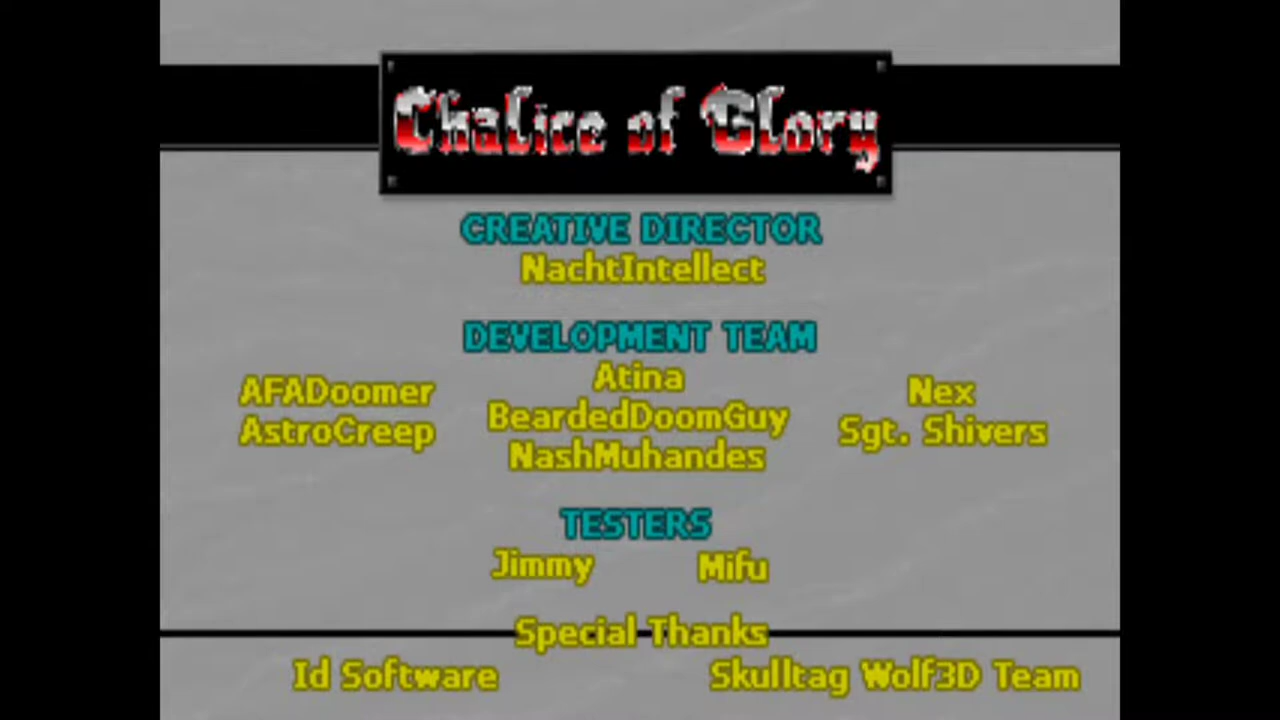 Chalice of Glory
CREATIVE DIRECTOR
NachtIntellect
DEVELOPMENT TEAM
AFADoomer
AstroCreep
Atina
BeardedDoomGuy
NashMuhandes
Nex
Sgt. Shivers
TESTERS
Jimmy Mifu
Special Thanks
Id Software Skulltag Wolf3D Team